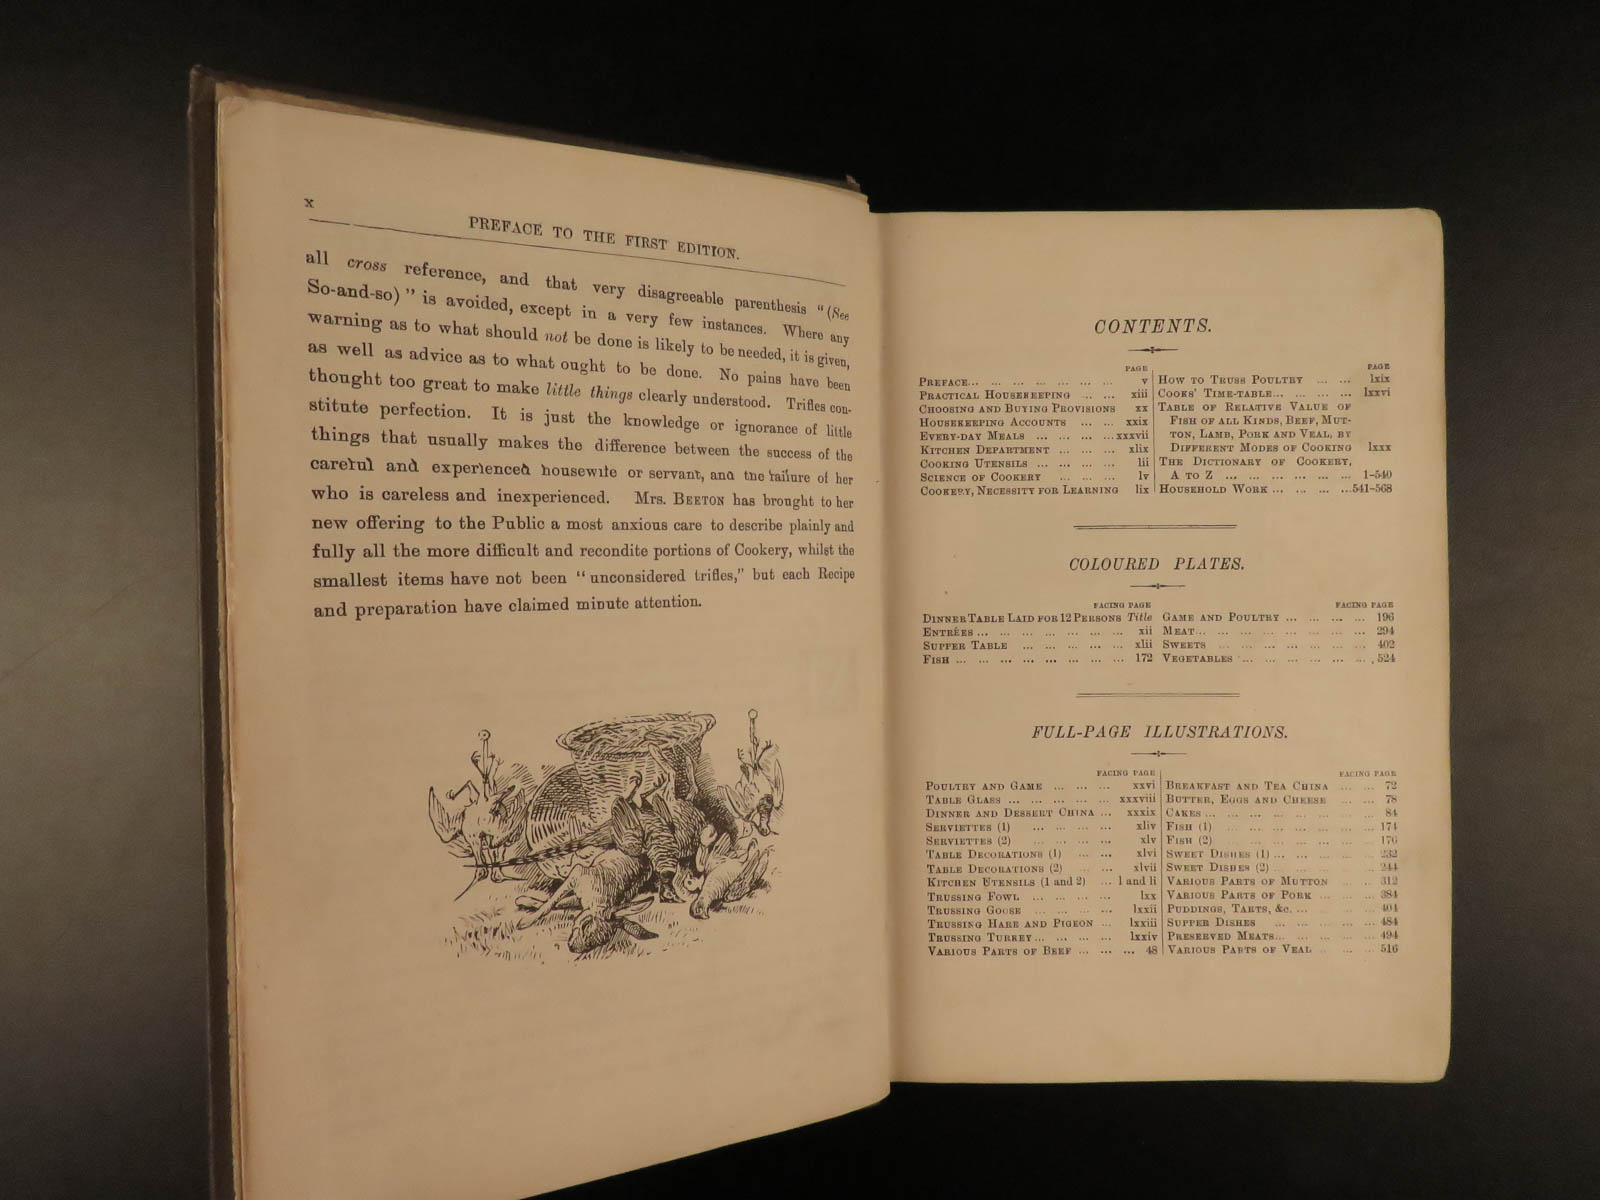 x
PREFACE TO THE FIRST EDITION.
all cross reference, and that very disagreeable parenthesis "(See
So-and-so)" is avoided, except in a very few instances. Where any
warning as to what should not be done is likely to be needed, it is given,
as well as advice as to what ought to be done. No pains have been
thought too great to make little things clearly understood. Trifles con-
stitute perfection. It is just the knowledge or ignorance of little
things that usually makes the difference between the success of the
careful and experienced housewife or servant, and the failure of her
who is careless and inexperienced. Mrs. BEETON has brought to her
new offering to the Public a most anxious care to describe plainly and
fully all the more difficult and recondite portions of Cookery, whilst the
smallest items have not been "unconsidered trifles," but each Recipe
and preparation have claimed minute attention.
CONTENTS.
PAGE
PREFACE... ... ... ... ... ... ... v
PRACTICAL HOUSEKEEPING ... ... xiii
CHOOSING AND BUYING PROVISIONS xx
HOUSEKEEPING ACCOUNTS ... ... xxix
EVERY-DAY MEALS ... ... ... ... xxxvii
KITCHEN DEPARTMENT ... ... ... xlix
COOKING UTENSILS ... ... ... ... lii
SCIENCE OF COOKERY ... ... ... lv
COOKERY, NECESSITY FOR LEARNING lix
PAGE
HOW TO TRUSS POULTRY ... ... lxix
COOKS' TIME-TABLE... ... ... ... lxxvi
TABLE OF RELATIVE VALUE OF
FISH OF ALL KINDS, BEEF, MUT-
TON, LAMB, PORK AND VEAL, BY
DIFFERENT MODES OF COOKING lxxx
THE DICTIONARY OF COOKERY,
A TO Z ... ... ... ... ... ... 1-540
HOUSEHOLD WORK ... ... ... ...541-568
COLOURED PLATES.
FACING PAGE
DINNER TABLE LAID FOR 12 PERSONS Title
ENTRÉES ... ... ... ... ... ... ... xii
SUPPER TABLE ... ... ... ... ... xlii
FISH ... ... ... ... ... ... ... ... 172
FACING PAGE
GAME AND POULTRY ... ... ... ... 196
MEAT... ... ... ... ... ... ... ... 294
SWEETS ... ... ... ... ... ... ... 402
VEGETABLES ... ... ... ... ... ... 524
FULL-PAGE ILLUSTRATIONS.
FACING PAGE
POULTRY AND GAME ... ... ... xxvi
TABLE GLASS ... ... ... ... ... xxxviii
DINNER AND DESSERT CHINA ... xxxix
SERVIETTES (1) ... ... ... ... xliv
SERVIETTES (2) ... ... ... ... xlv
TABLE DECORATIONS (1) ... ... xlvi
TABLE DECORATIONS (2) ... ... xlvii
KITCHEN UTENSILS (1 and 2) ... l and li
TRUSSING FOWL ... ... ... ... lxx
TRUSSING GOOSE ... ... ... ... lxxii
TRUSSING HARE AND PIGEON ... lxxiii
TRUSSING TURKEY... ... ... ... lxxiv
VARIOUS PARTS OF BEEF ... ... ... 48
FACING PAGE
BREAKFAST AND TEA CHINA ... ... 72
BUTTER, EGGS AND CHEESE ... ... 78
CAKES ... ... ... ... ... ... ... 84
FISH (1) ... ... ... ... ... ... ... 174
FISH (2) ... ... ... ... ... ... ... 176
SWEET DISHES (1) ... ... ... ... ... 232
SWEET DISHES (2) ... ... ... ... ... 244
VARIOUS PARTS OF MUTTON ... ... 312
VARIOUS PARTS OF PORK ... ... ... 384
PUDDINGS, TARTS, &c. ... ... ... 404
SUPPER DISHES ... ... ... ... ... 484
PRESERVED MEATS... ... ... ... ... 494
VARIOUS PARTS OF VEAL ... ... ... 516